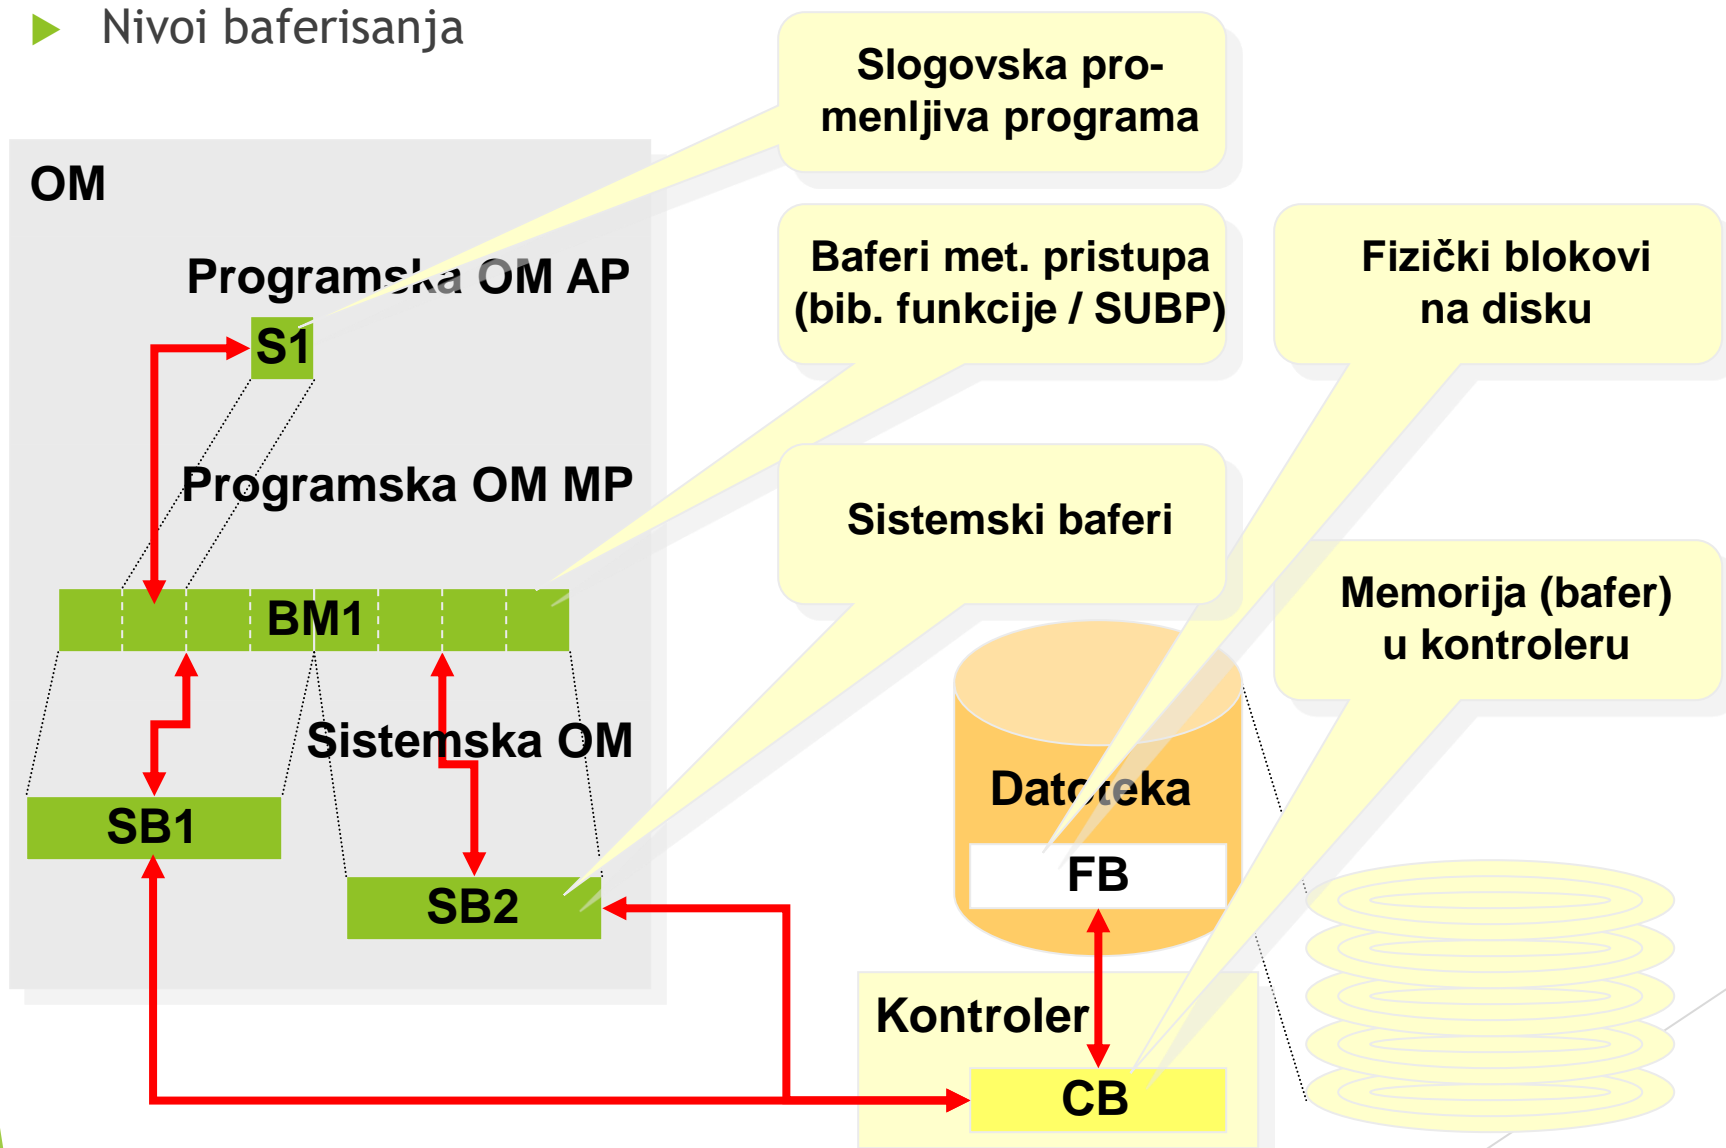 Nivoi baferisanja
Slogovska pro-
menljiva programa
OM
Baferi met. pristupa
(bib. funkcije / SUBP)
Fizički blokovi
na disku
Programska OM AP
S1
Programska OM MP
Sistemski baferi
Memorija (bafer)
u kontroleru
BM1
Sistemska OM
Datoteka
SB1
FB
SB2
Kontroler
CB